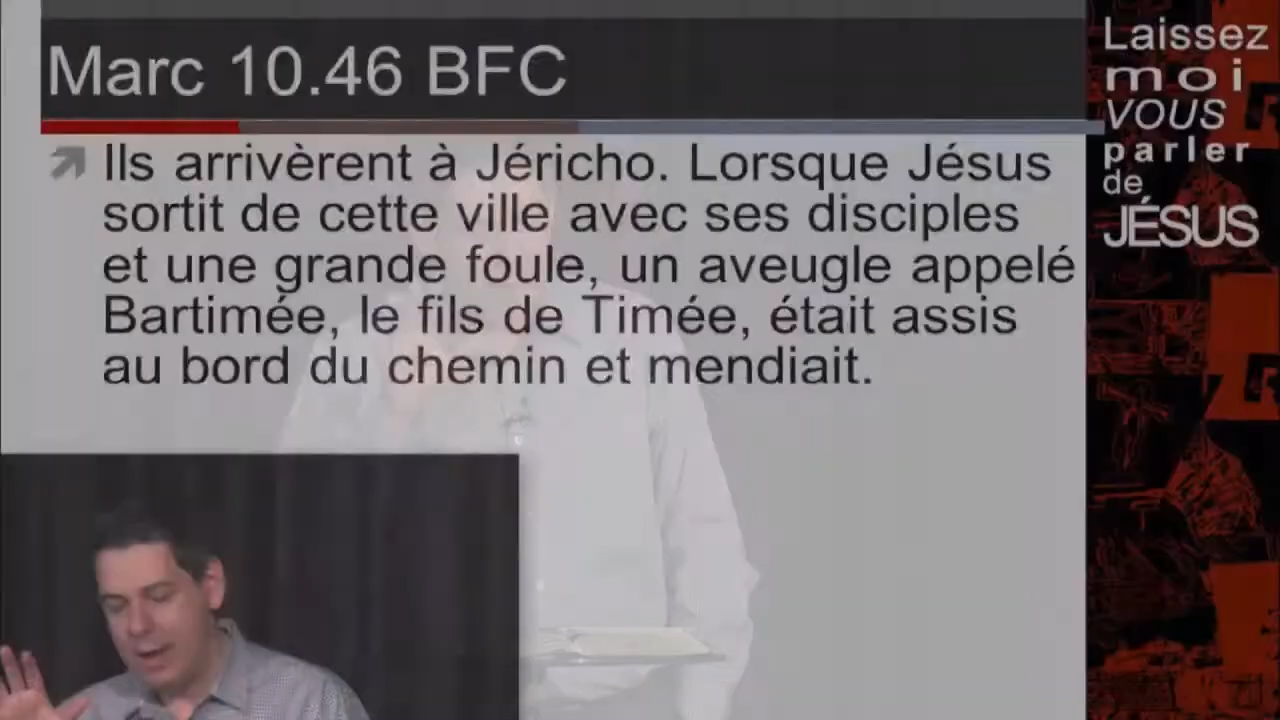 Marc 10.46 BFC
Ils arrivèrent à Jéricho. Lorsque Jésus
sortit de cette ville avec ses disciples
et une grande foule, un aveugle appelé
Bartimée, le fils de Timée, était assis
au bord du chemin et mendiait.
Laissez
moi
VOUS
parler
de
JÉSUS